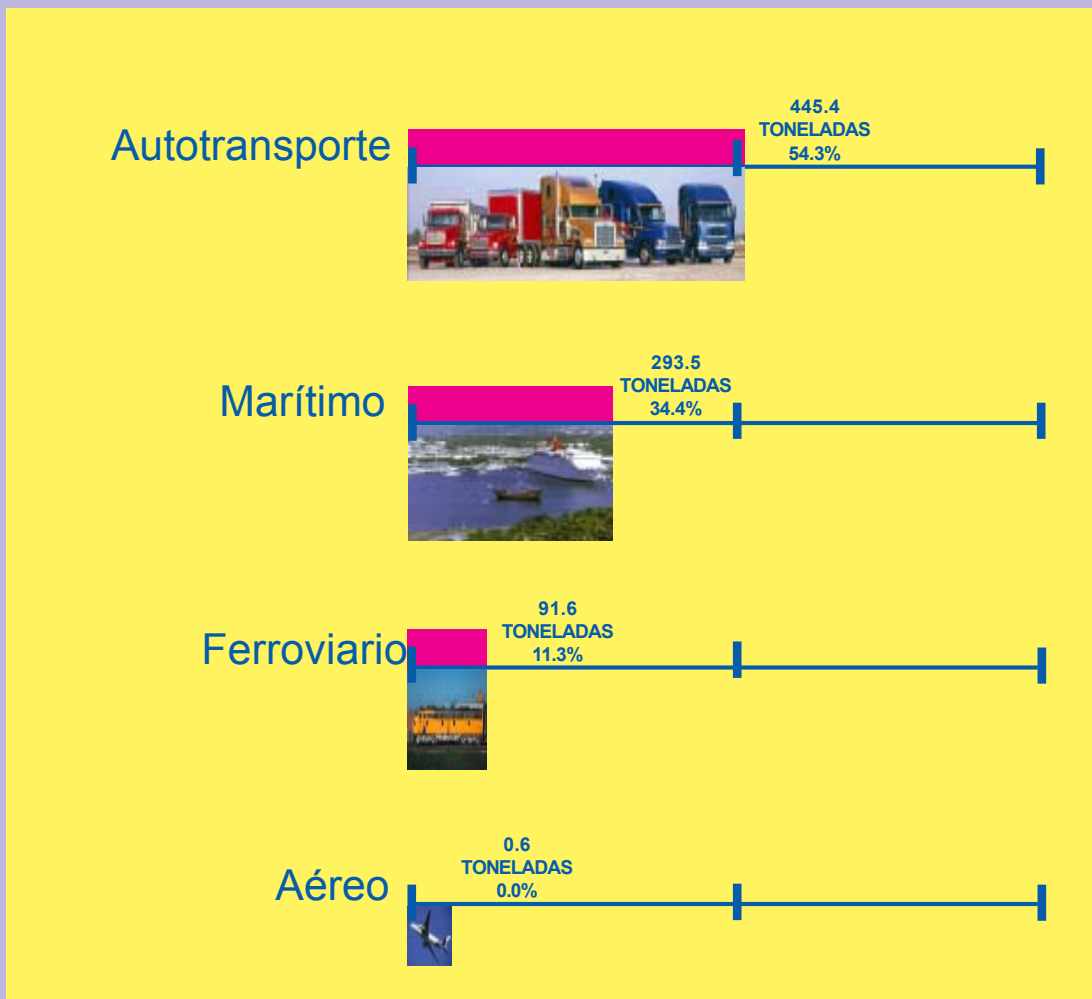 Autotransporte
445.4
TONELADAS
54.3%
Marítimo
293.5
TONELADAS
34.4%
Ferroviario
91.6
TONELADAS
11.3%
Aéreo
0.6
TONELADAS
0.0%